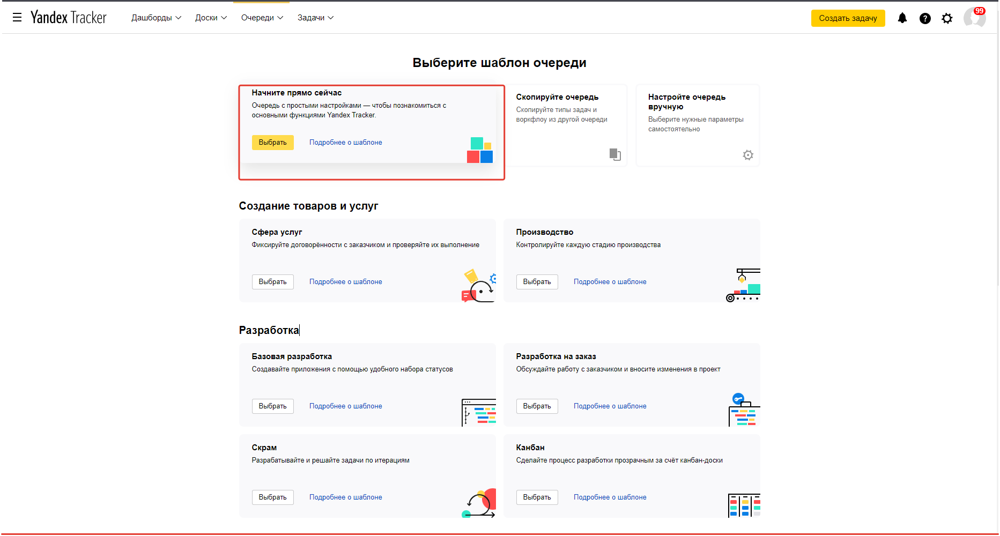 Yandex Tracker
Дашборды
Доски
Очереди
Задачи
Создать задачу
99
Выберите шаблон очереди
Начните прямо сейчас
Очередь с простыми настройками — чтобы познакомиться с
основными функциями Yandex Tracker.
Выбрать
Подробнее о шаблоне
Скопируйте очередь
Скопируйте типы задач и
воркфлоу из другой очереди
Настройте очередь
вручную
Выберите нужные параметры
самостоятельно
Создание товаров и услуг
Сфера услуг
Фиксируйте договорённости с заказчиком и проверяйте их выполнение
Выбрать
Подробнее о шаблоне
Производство
Контролируйте каждую стадию производства
Выбрать
Подробнее о шаблоне
Разработка
Базовая разработка
Создавайте приложения с помощью удобного набора статусов
Выбрать
Подробнее о шаблоне
Разработка на заказ
Обсуждайте работу с заказчиком и вносите изменения в проект
Выбрать
Подробнее о шаблоне
Скрам
Разрабатывайте и решайте задачи по итерациям
Выбрать
Подробнее о шаблоне
Канбан
Сделайте процесс разработки прозрачным за счёт канбан-доски
Выбрать
Подробнее о шаблоне